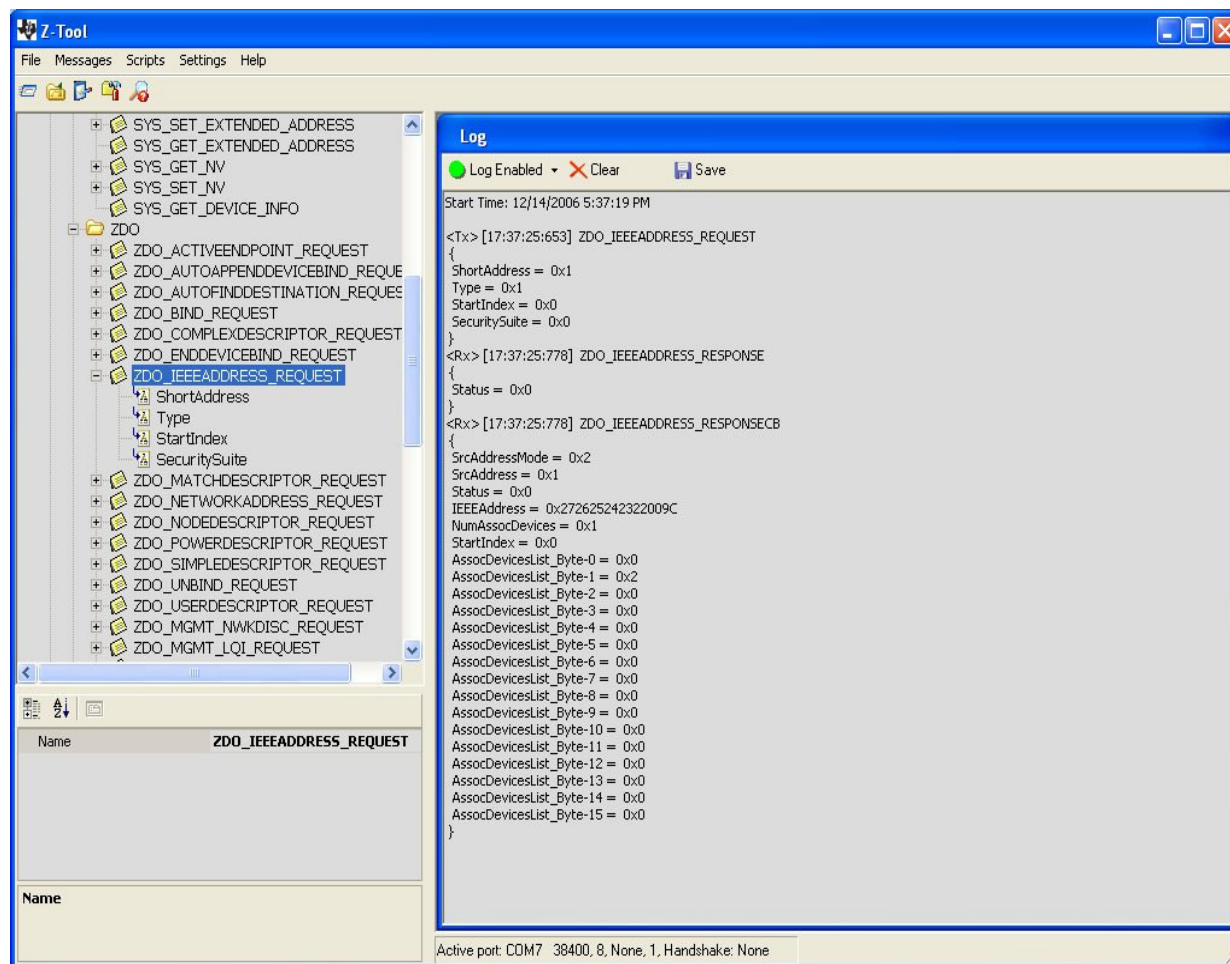 Z-Tool
File Messages Scripts Settings Help
SYS_SET_EXTENDED_ADDRESS
SYS_GET_EXTENDED_ADDRESS
SYS_GET_NV
SYS_SET_NV
SYS_GET_DEVICE_INFO
ZDO
ZDO_ACTIVEENDPOINT_REQUEST
ZDO_AUTOAPPENDDEVICEBIND_REQUE
ZDO_AUTOFINDDESTINATION_REQUES
ZDO_BIND_REQUEST
ZDO_COMPLEXDESCRIPTOR_REQUEST
ZDO_ENDDEVICEBIND_REQUEST
ZDO_IEEEADDRESS_REQUEST
ShortAddress
Type
StartIndex
SecuritySuite
ZDO_MATCHDESCRIPTOR_REQUEST
ZDO_NETWORKADDRESS_REQUEST
ZDO_NODEDESCRIPTOR_REQUEST
ZDO_POWERDESCRIPTOR_REQUEST
ZDO_SIMPLEDESCRIPTOR_REQUEST
ZDO_UNBIND_REQUEST
ZDO_USERDESCRIPTOR_REQUEST
ZDO_MGMT_NWKDISC_REQUEST
ZDO_MGMT_LQI_REQUEST
Name ZDO_IEEEADDRESS_REQUEST
Name
Log
Log Enabled Clear Save
Start Time: 12/14/2006 5:37:19 PM
<Tx> [17:37:25:653] ZDO_IEEEADDRESS_REQUEST
{
ShortAddress = 0x1
Type = 0x1
StartIndex = 0x0
SecuritySuite = 0x0
}
<Rx> [17:37:25:778] ZDO_IEEEADDRESS_RESPONSE
{
Status = 0x0
}
<Rx> [17:37:25:778] ZDO_IEEEADDRESS_RESPONSECB
{
SrcAddressMode = 0x2
SrcAddress = 0x1
Status = 0x0
IEEEAddress = 0x272625242322009C
NumAssocDevices = 0x1
StartIndex = 0x0
AssocDevicesList_Byte-0 = 0x0
AssocDevicesList_Byte-1 = 0x2
AssocDevicesList_Byte-2 = 0x0
AssocDevicesList_Byte-3 = 0x0
AssocDevicesList_Byte-4 = 0x0
AssocDevicesList_Byte-5 = 0x0
AssocDevicesList_Byte-6 = 0x0
AssocDevicesList_Byte-7 = 0x0
AssocDevicesList_Byte-8 = 0x0
AssocDevicesList_Byte-9 = 0x0
AssocDevicesList_Byte-10 = 0x0
AssocDevicesList_Byte-11 = 0x0
AssocDevicesList_Byte-12 = 0x0
AssocDevicesList_Byte-13 = 0x0
AssocDevicesList_Byte-14 = 0x0
AssocDevicesList_Byte-15 = 0x0
}
Active port: COM7 38400, 8, None, 1, Handshake: None